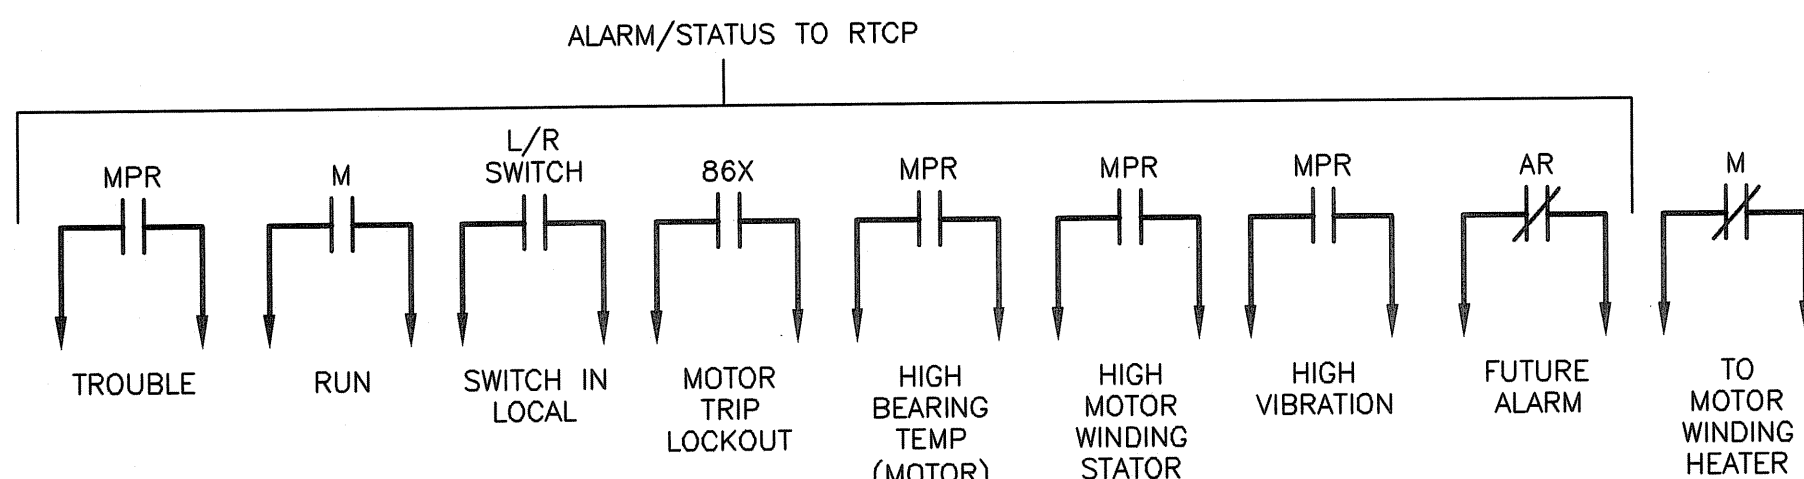 ALARM/STATUS TO RTCP
MPR
M
L/R
SWITCH
86X
MPR
MPR
MPR
AR
M
TROUBLE
RUN
SWITCH IN
LOCAL
MOTOR
TRIP
LOCKOUT
HIGH
BEARING
TEMP
(MOTOR)
HIGH
MOTOR
WINDING
STATOR
HIGH
VIBRATION
FUTURE
ALARM
TO
MOTOR
WINDING
HEATER